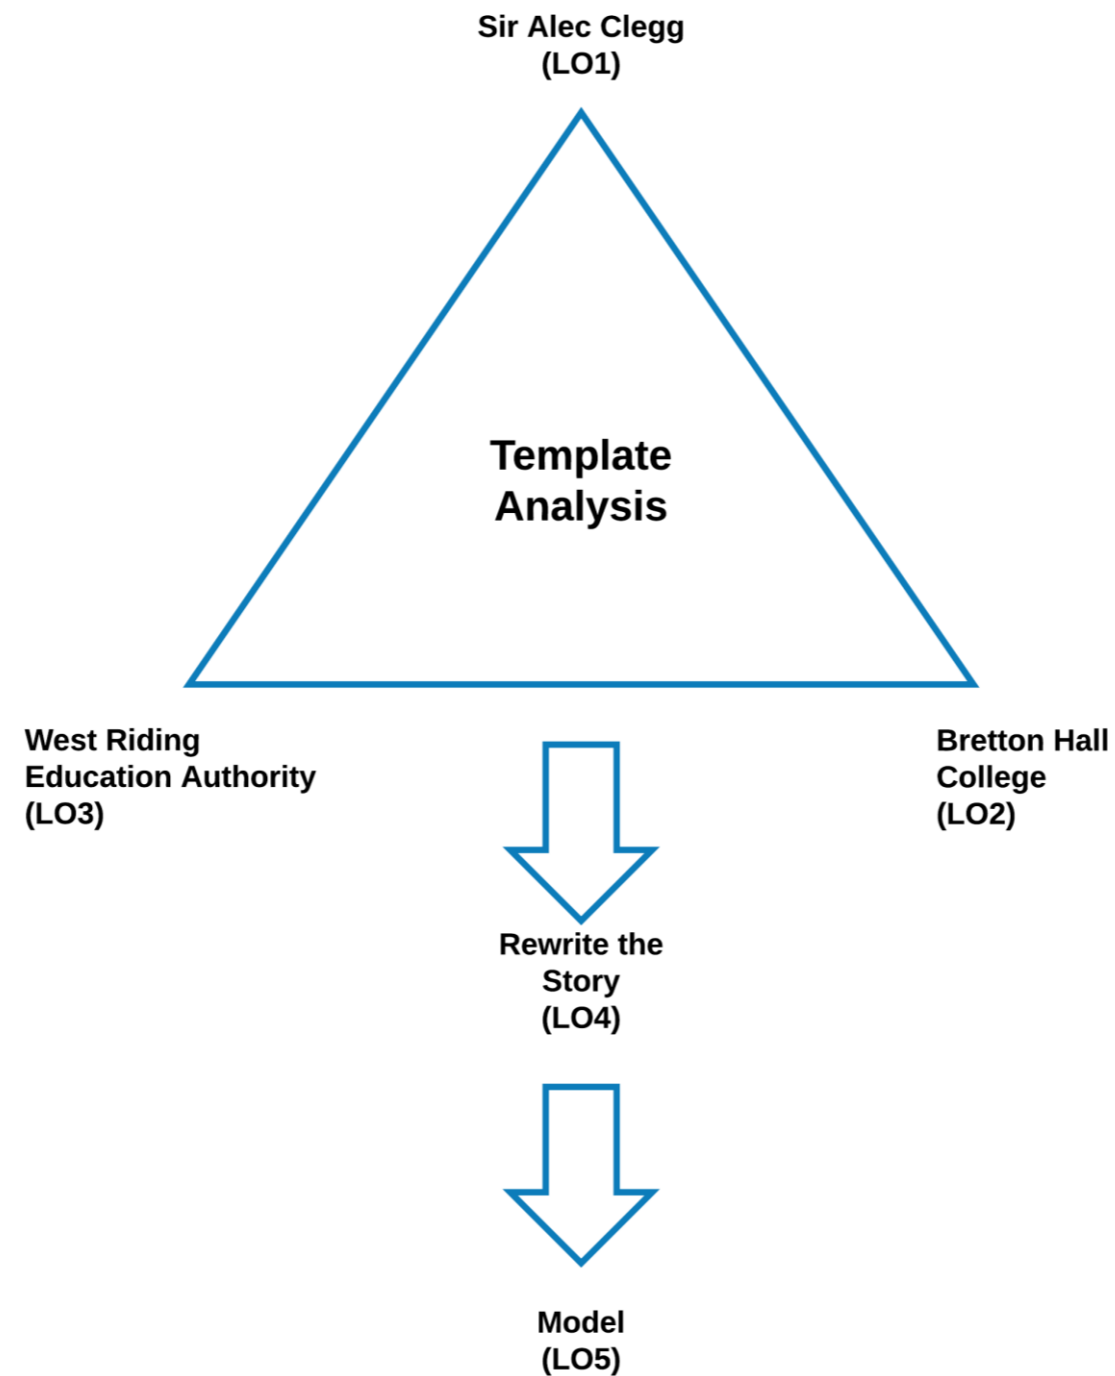 Sir Alec Clegg
(LO1)
Template
Analysis
West Riding
Education Authority
(LO3)
Bretton Hall
College
(LO2)
Rewrite the
Story
(LO4)
Model
(LO5)